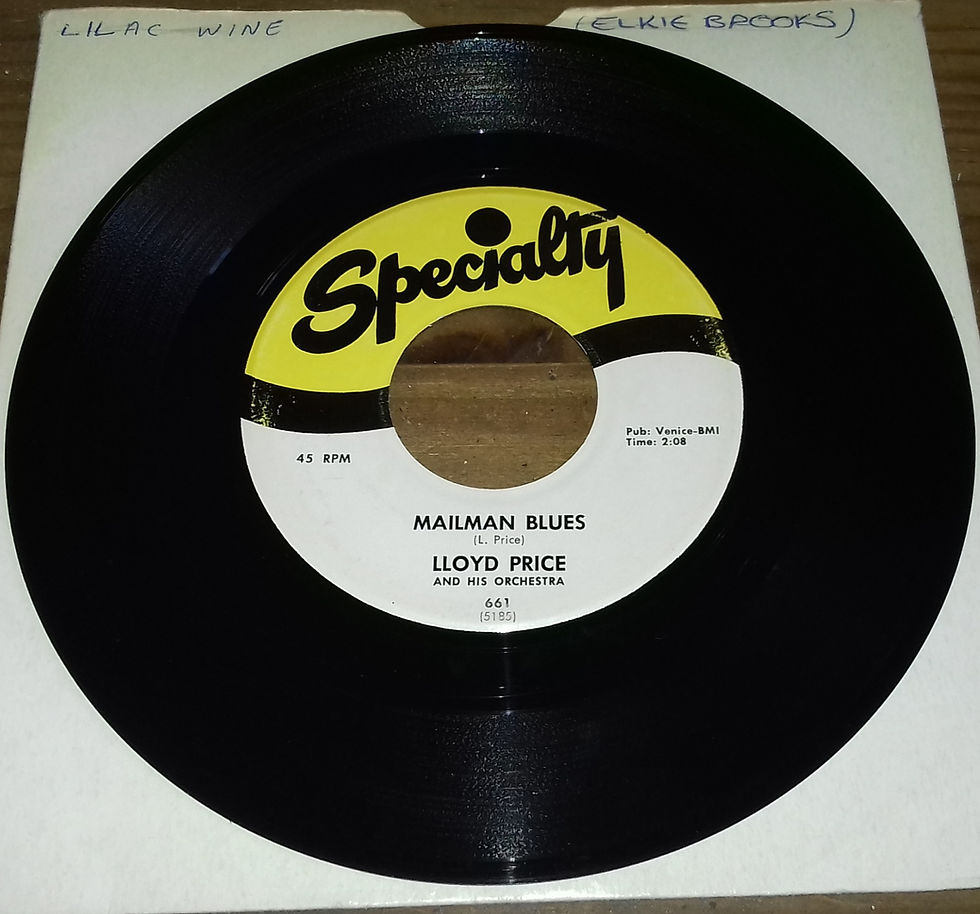 LILAC WINE (ELKIE BROOKS)
Specialty
Pub: Venice-BMI
Time: 2:08
45 RPM
MAILMAN BLUES
(L. Price)
LLOYD PRICE
AND HIS ORCHESTRA
661
(5185)